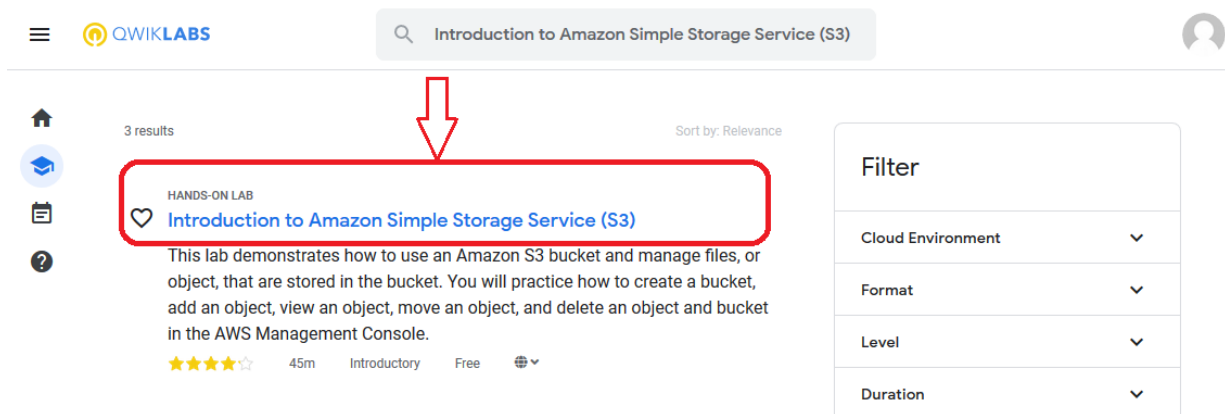 QWIKLABS
Introduction to Amazon Simple Storage Service (S3)
3 results
Sort by: Relevance
HANDS-ON LAB
Introduction to Amazon Simple Storage Service (S3)
This lab demonstrates how to use an Amazon S3 bucket and manage files, or
object, that are stored in the bucket. You will practice how to create a bucket,
add an object, view an object, move an object, and delete an object and bucket
in the AWS Management Console.
45m Introductory Free
Filter
Cloud Environment
Format
Level
Duration